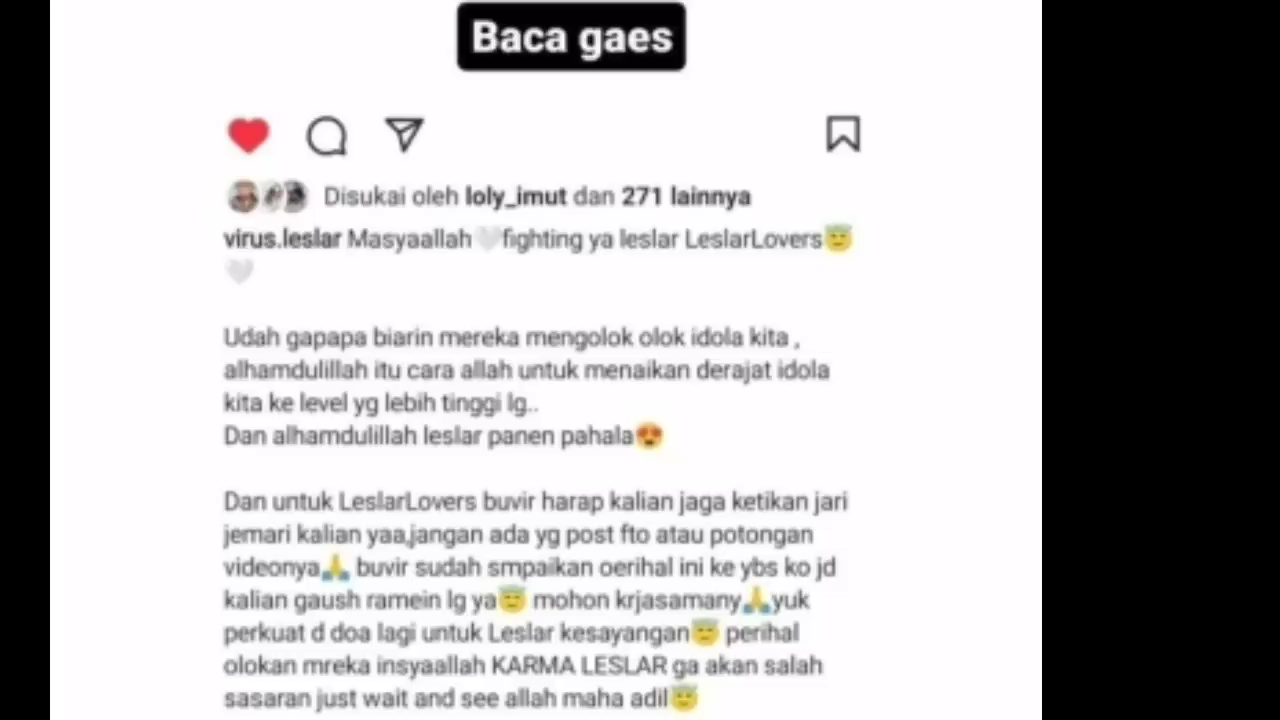 Baca gaes
Disukai oleh loly_imut dan 271 lainnya
virus.leslar Masyaallah🤍fighting ya leslar LeslarLovers😇
🤍
Udah gapapa biarin mereka mengolok olok idola kita ,
alhamdulillah itu cara allah untuk menaikan derajat idola
kita ke level yg lebih tinggi lg..
Dan alhamdulillah leslar panen pahala😍
Dan untuk LeslarLovers buvir harap kalian jaga ketikan jari
jemari kalian yaa,jangan ada yg post fto atau potongan
videonya🙏 buvir sudah smpaikan oerihal ini ke ybs ko jd
kalian gaush ramein lg ya😇 mohon krjasamany🙏yuk
perkuat d doa lagi untuk Leslar kesayangan😇 perihal
olokan mreka insyaallah KARMA LESLAR ga akan salah
sasaran just wait and see allah maha adil😇